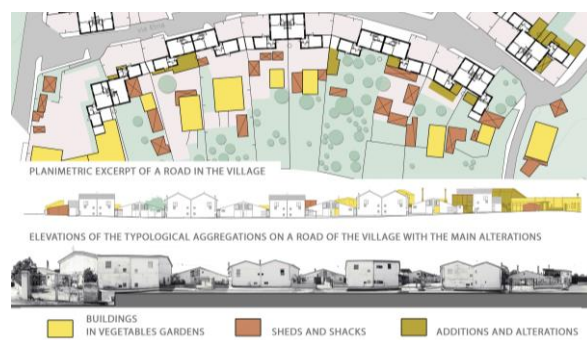 PLANIMETRIC EXCERPT OF A ROAD IN THE VILLAGE
ELEVATIONS OF THE TYPOLOGICAL AGGREGATIONS ON A ROAD OF THE VILLAGE WITH THE MAIN ALTERATIONS
BUILDINGS
IN VEGETABLES GARDENS
SHEDS AND SHACKS
ADDITIONS AND ALTERATIONS